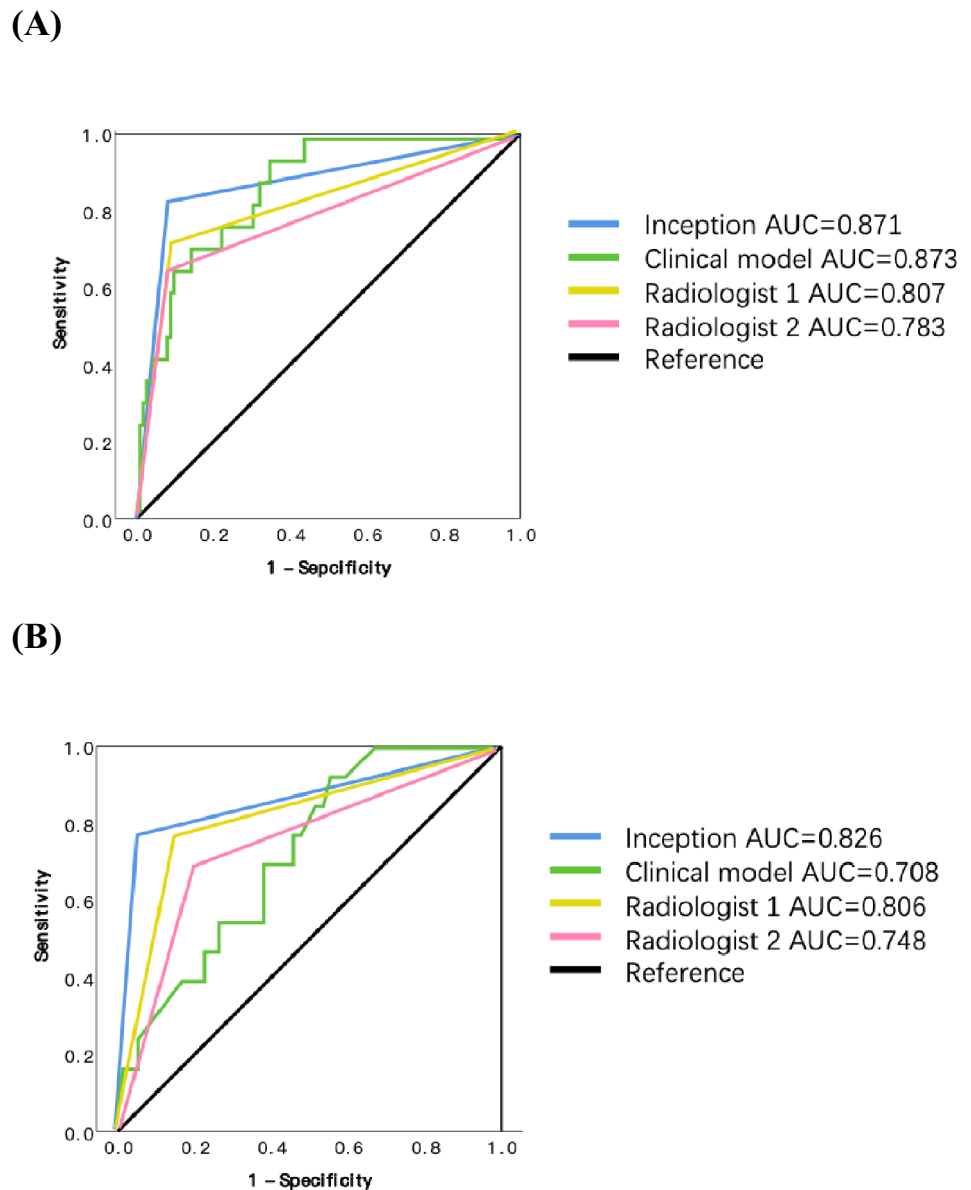 (A)
1.0
0.8
0.6
0.4
0.2
0.0
Sensitivity
0.0 0.2 0.4 0.6 0.8 1.0
1 – Sepcificity
Inception AUC=0.871
Clinical model AUC=0.873
Radiologist 1 AUC=0.807
Radiologist 2 AUC=0.783
Reference
(B)
1.0
0.8
0.6
0.4
0.2
0.0
Sensitivity
0.0 0.2 0.4 0.6 0.8 1.0
1 – Specificity
Inception AUC=0.826
Clinical model AUC=0.708
Radiologist 1 AUC=0.806
Radiologist 2 AUC=0.748
Reference